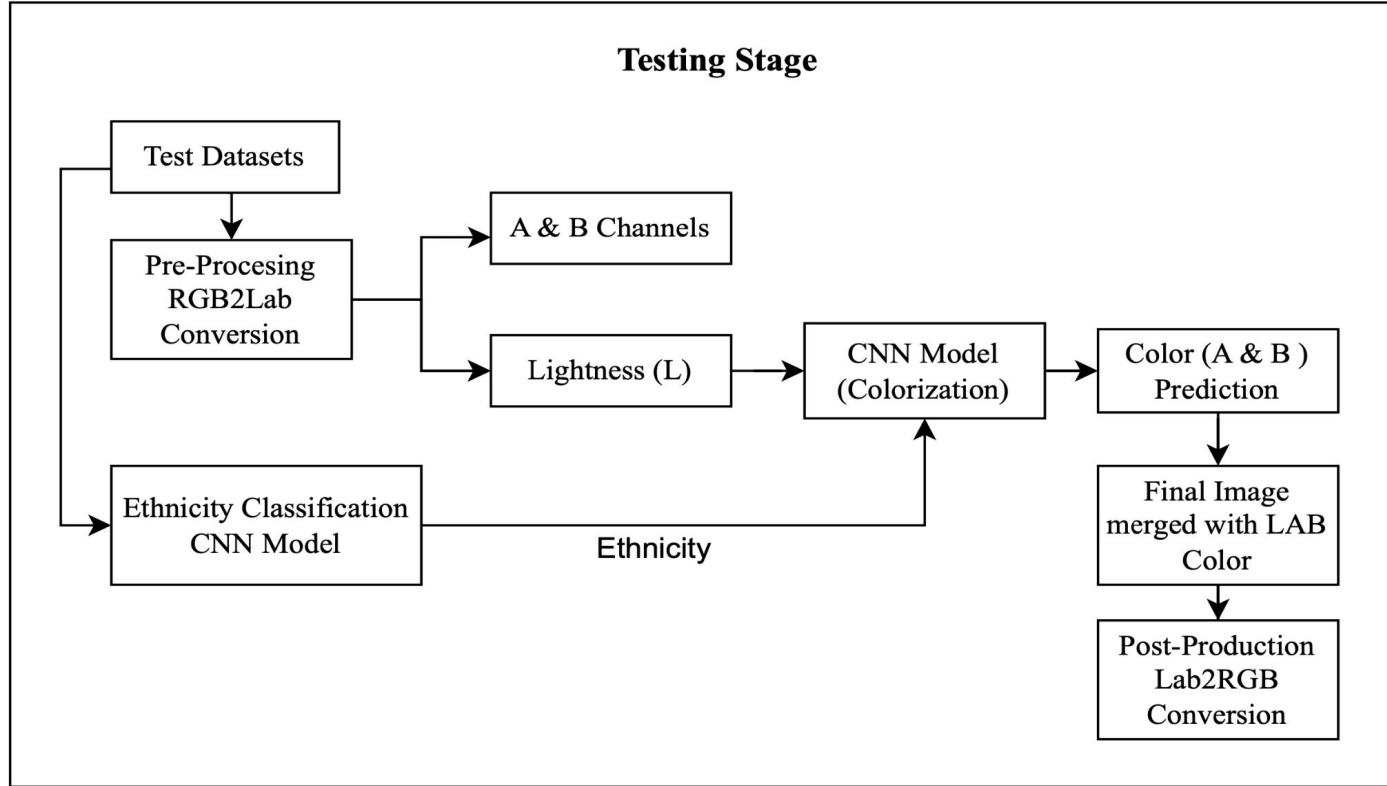 Testing Stage
Test Datasets
A & B Channels
Pre-Procesing
RGB2Lab
Conversion
Lightness (L)
CNN Model
(Colorization)
Color (A & B )
Prediction
Ethnicity Classification
CNN Model
Ethnicity
Final Image
merged with LAB
Color
Post-Production
Lab2RGB
Conversion